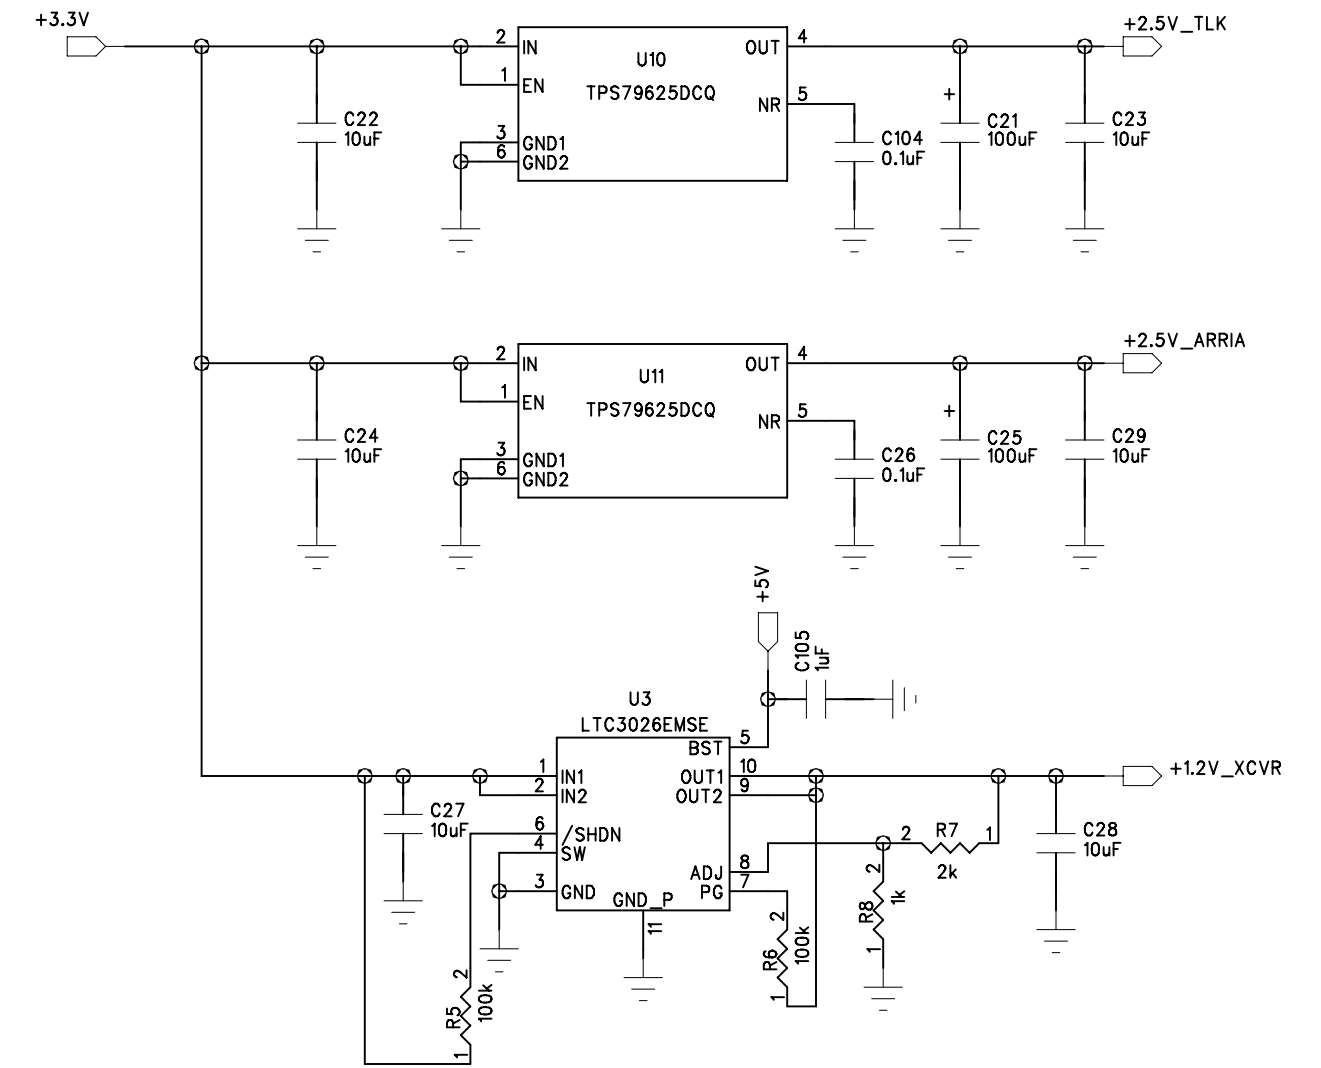 +3.3V
2 IN
U10
TPS79625DCQ
OUT 4
+2.5V_TLK
1 EN
NR 5
+
C22
10uF
3 GND1
6 GND2
C104
0.1uF
C21
100uF
C23
10uF
2 IN
U11
TPS79625DCQ
OUT 4
+2.5V_ARRIA
1 EN
NR 5
+
C24
10uF
3 GND1
6 GND2
C26
0.1uF
C25
100uF
C29
10uF
+5V
C105
1uF
U3
LTC3026EMSE
BST 5
1 IN1
OUT1 10
+1.2V_XCVR
2 IN2
OUT2 9
C27
10uF
6 /SHDN
4 SW
3 GND
GND_P
11
ADJ 8
PG 7
2 R7 1
2k
C28
10uF
2
R8
1k
1
2
R6
100k
1
2
R5
100k
1